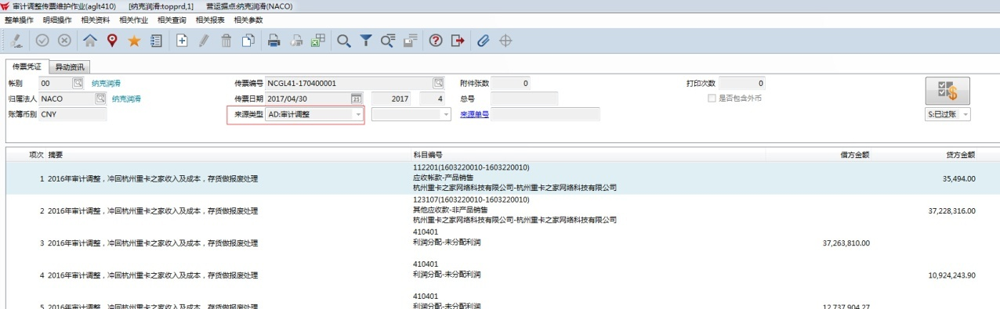 审计调整传票维护作业(aglt410) [纳克润滑:topprd,1] 营运据点:纳克润滑(NACO)
整单操作 明细操作 相关资料 相关作业 相关查询 相关报表 相关参数
传票凭证 异动资讯
帐别 00 纳克润滑 传票编号 NCGL41-170400001 附件张数 0 打印次数 0
归属法人 NACO 纳克润滑 传票日期 2017/04/30 23 2017 4 总号 是否包含外币
账簿币别 CNY 来源类型 AD:审计调整 来源单号 S:已过账
项次 摘要 科目编号 借方金额 贷方金额
112201(1603220010-1603220010)
1 2016年审计调整，冲回杭州重卡之家收入及成本，存货做报废处理 应收帐款-产品销售 35,494.00
杭州重卡之家网络科技有限公司-杭州重卡之家网络科技有限公司
123107(1603220010-1603220010)
2 2016年审计调整，冲回杭州重卡之家收入及成本，存货做报废处理 其他应收款-非产品销售 37,228,316.00
杭州重卡之家网络科技有限公司-杭州重卡之家网络科技有限公司
410401
3 2016年审计调整，冲回杭州重卡之家收入及成本，存货做报废处理 利润分配-未分配利润 37,263,810.00
410401
4 2016年审计调整，冲回杭州重卡之家收入及成本，存货做报废处理 利润分配-未分配利润 10,924,243.90
410401
5 2016年审计调整，冲回杭州重卡之家收入及成本，存货做报废处理 利润分配-未分配利润 12,737,904.27